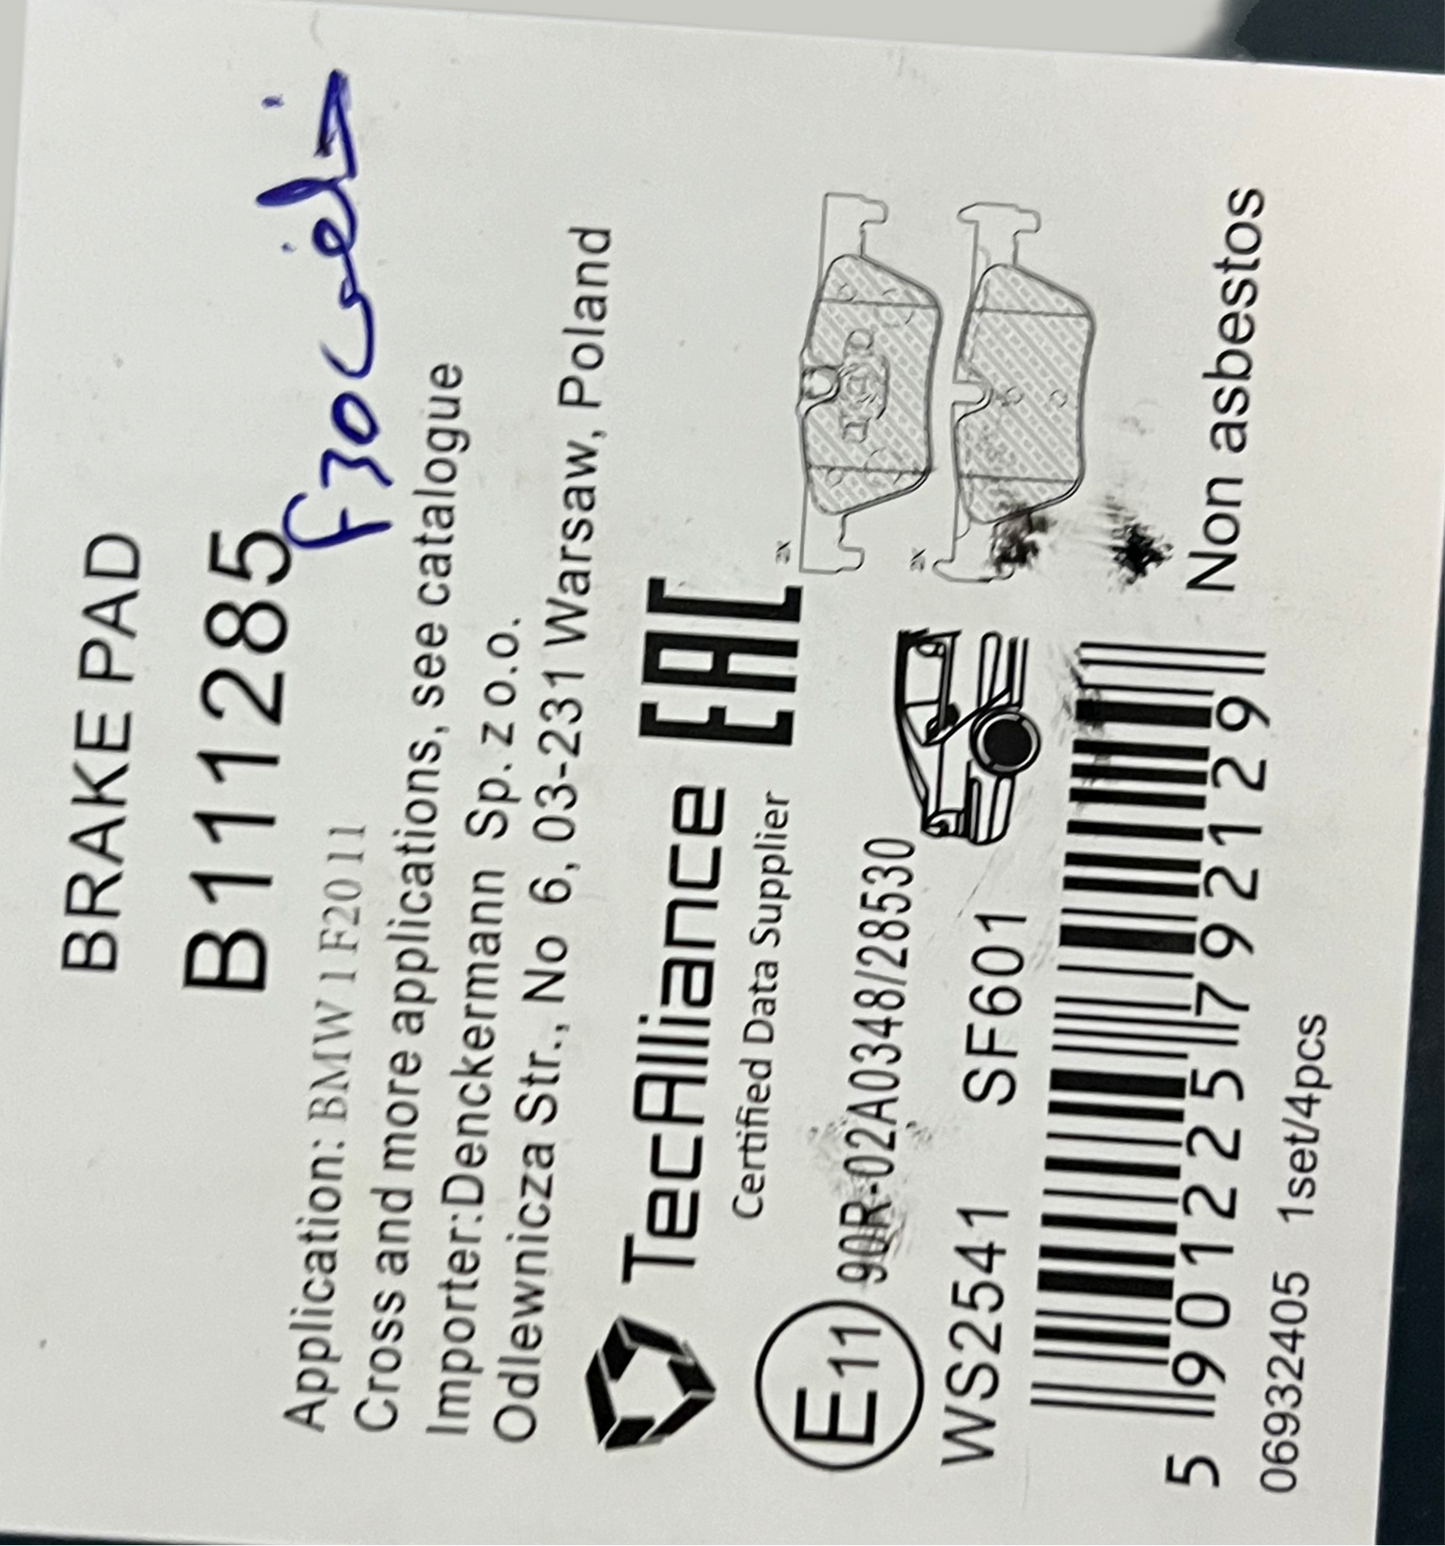 BRAKE PAD
B111285
F30
Application: BMW 1 F20 11
Cross and more applications, see catalogue
Importer:Denckermann Sp. z o.o.
Odlewnicza Str., No 6, 03-231 Warsaw, Poland
TecAlliance
Certified Data Supplier
EAC
2X
2X
E11 90R-02A0348/28530
WS2541 SF601
5 901225 792129
06932405 1set/4pcs
Non asbestos